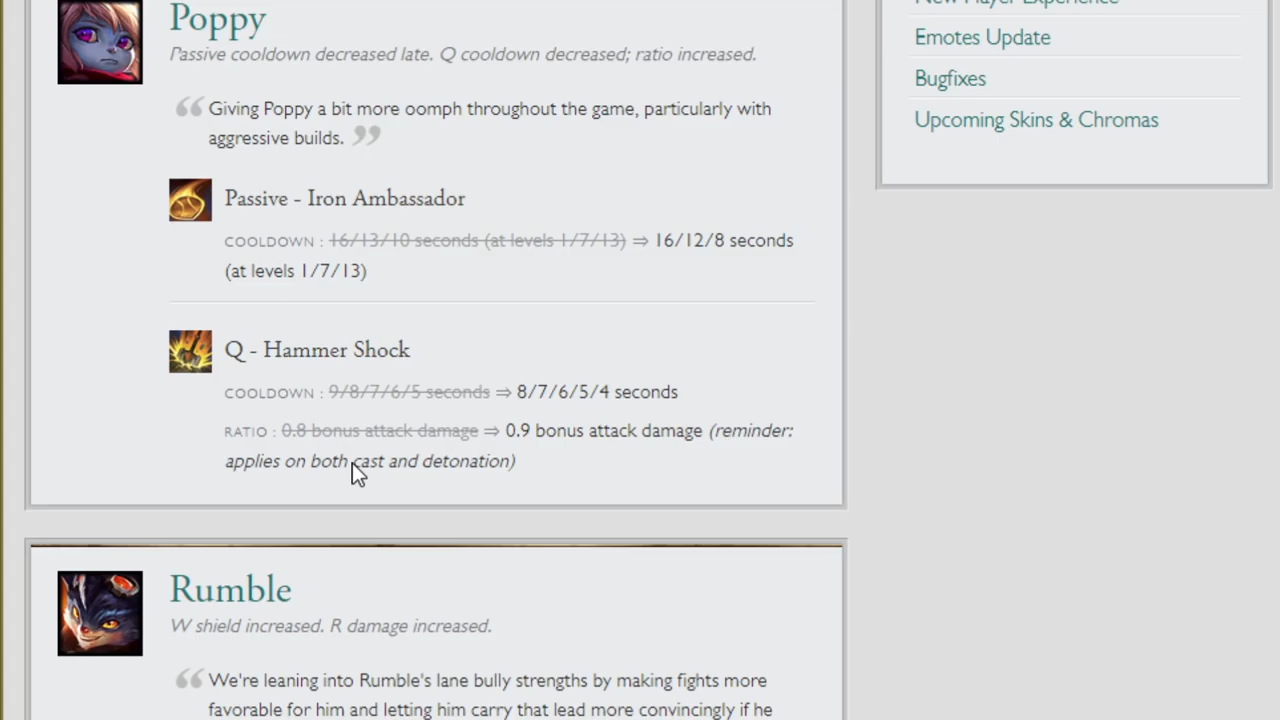 New Player Experience
Emotes Update
Bugfixes
Upcoming Skins & Chromas
Poppy
Passive cooldown decreased late. Q cooldown decreased; ratio increased.
“ Giving Poppy a bit more oomph throughout the game, particularly with
aggressive builds. ”
Passive - Iron Ambassador
COOLDOWN : 16/13/10 seconds (at levels 1/7/13) ⇒ 16/12/8 seconds
(at levels 1/7/13)
Q - Hammer Shock
COOLDOWN : 9/8/7/6/5 seconds ⇒ 8/7/6/5/4 seconds
RATIO : 0.8 bonus attack damage ⇒ 0.9 bonus attack damage (reminder:
applies on both cast and detonation)
Rumble
W shield increased. R damage increased.
“ We're leaning into Rumble's lane bully strengths by making fights more
favorable for him and letting him carry that lead more convincingly if he